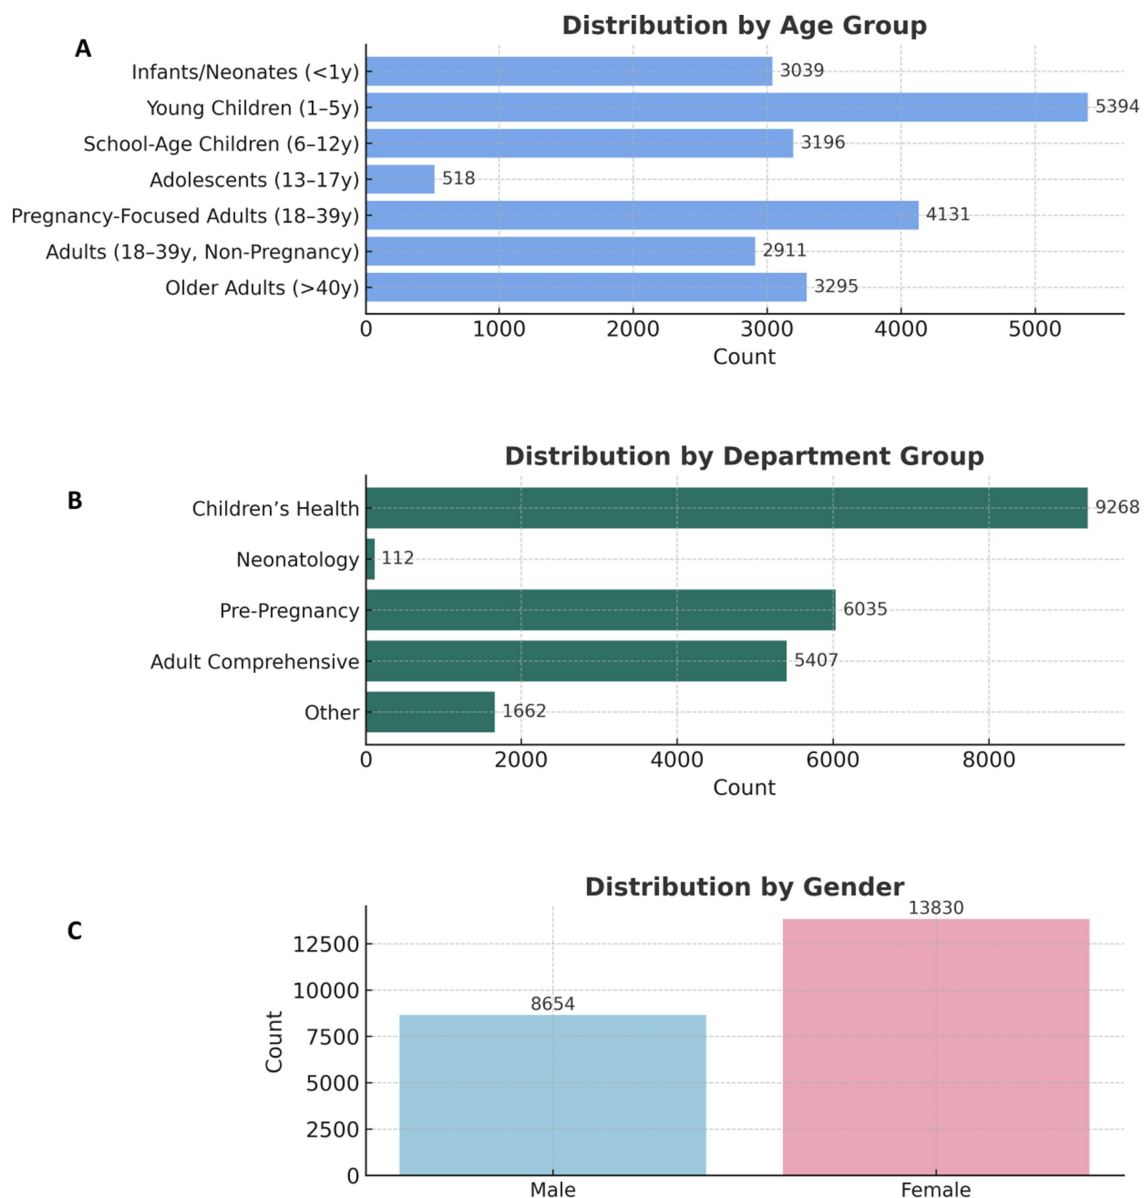 Distribution by Age Group
A
Infants/Neonates (<1y) 3039
Young Children (1–5y) 5394
School-Age Children (6–12y) 3196
Adolescents (13–17y) 518
Pregnancy-Focused Adults (18–39y) 4131
Adults (18–39y, Non-Pregnancy) 2911
Older Adults (>40y) 3295
0 1000 2000 3000 4000 5000
Count
Distribution by Department Group
B
Children’s Health 9268
Neonatology 112
Pre-Pregnancy 6035
Adult Comprehensive 5407
Other 1662
0 2000 4000 6000 8000
Count
Distribution by Gender
C
13830
12500
10000
8654
7500
Count
5000
2500
0
Male Female